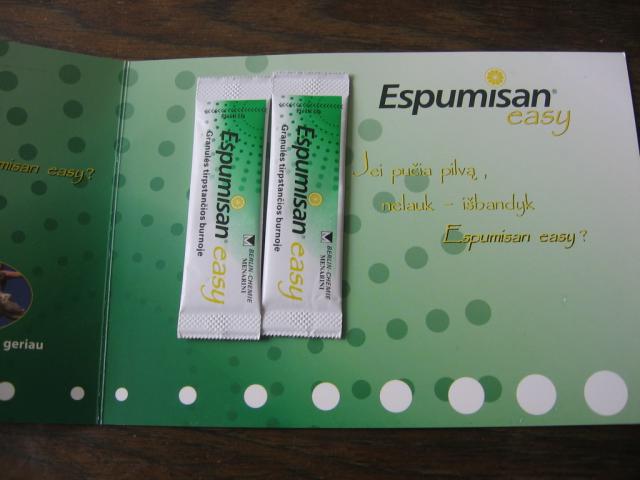 Espumisan® easy
Jei pučia pilvą,
nelauk – išbandyk
Espumisan easy?
Espumisan® easy
Granulės tirpstančios burnoje
BERLIN-CHEMIE
MENARINI
Espumisan® easy
Granulės tirpstančios burnoje
BERLIN-CHEMIE
MENARINI
misan easy?
geriau